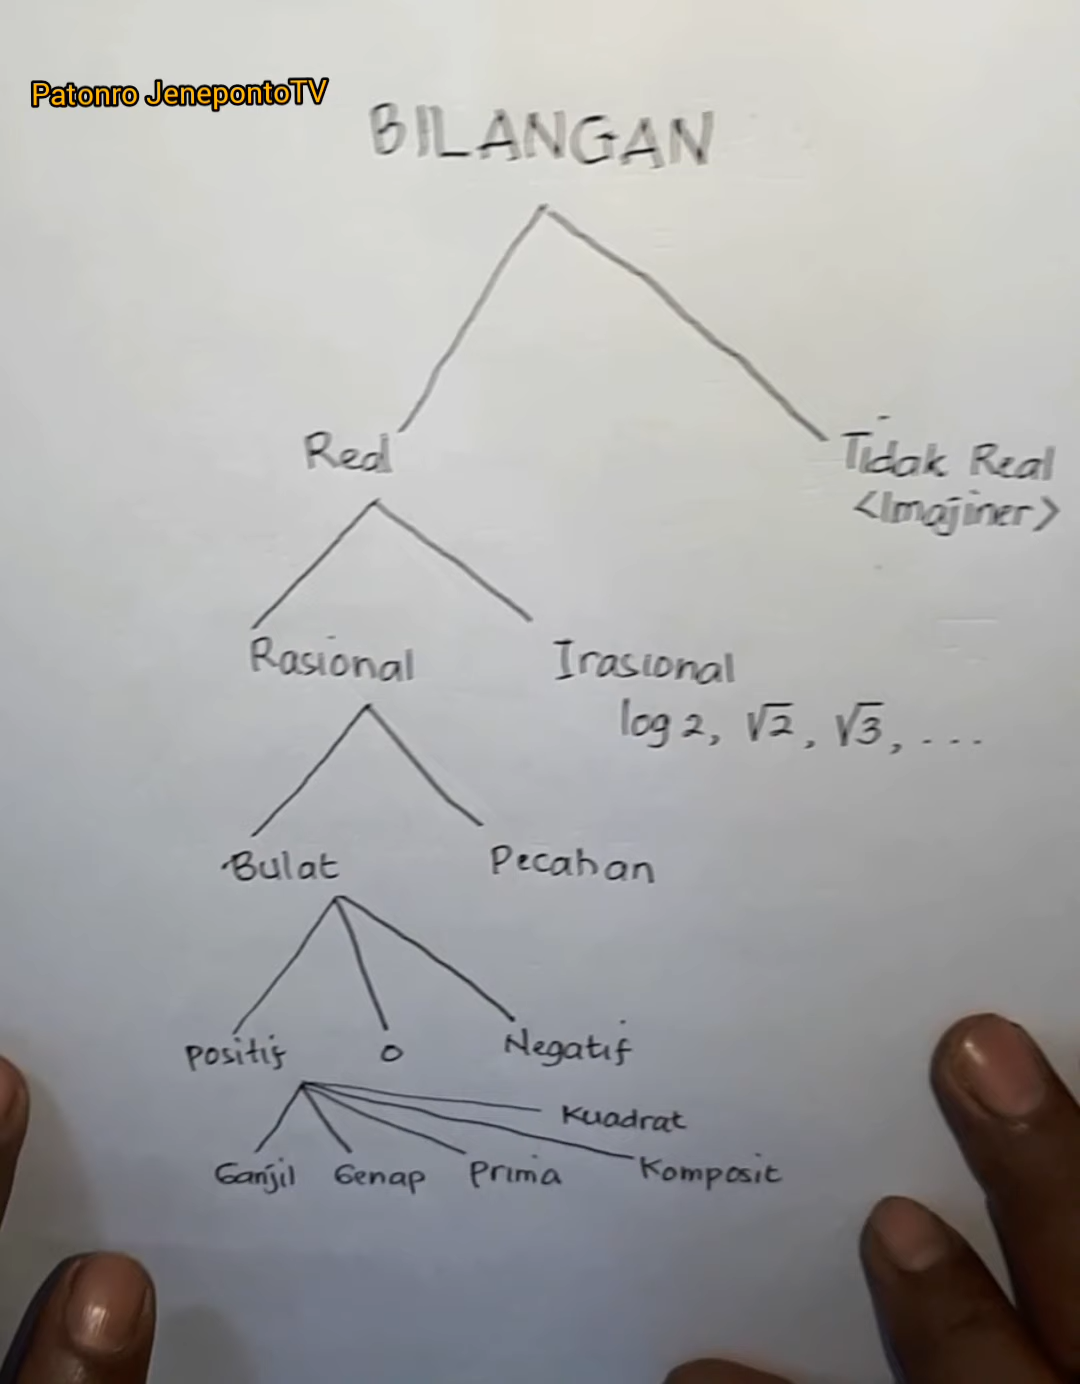 Patonro JenepontoTV
BILANGAN
Real
Tidak Real
<Imajiner>
Rasional
Irasional
log 2, √2, √3, ...
Bulat
Pecahan
Positif
0
Negatif
Kuadrat
Ganjil
Genap
Prima
Komposit